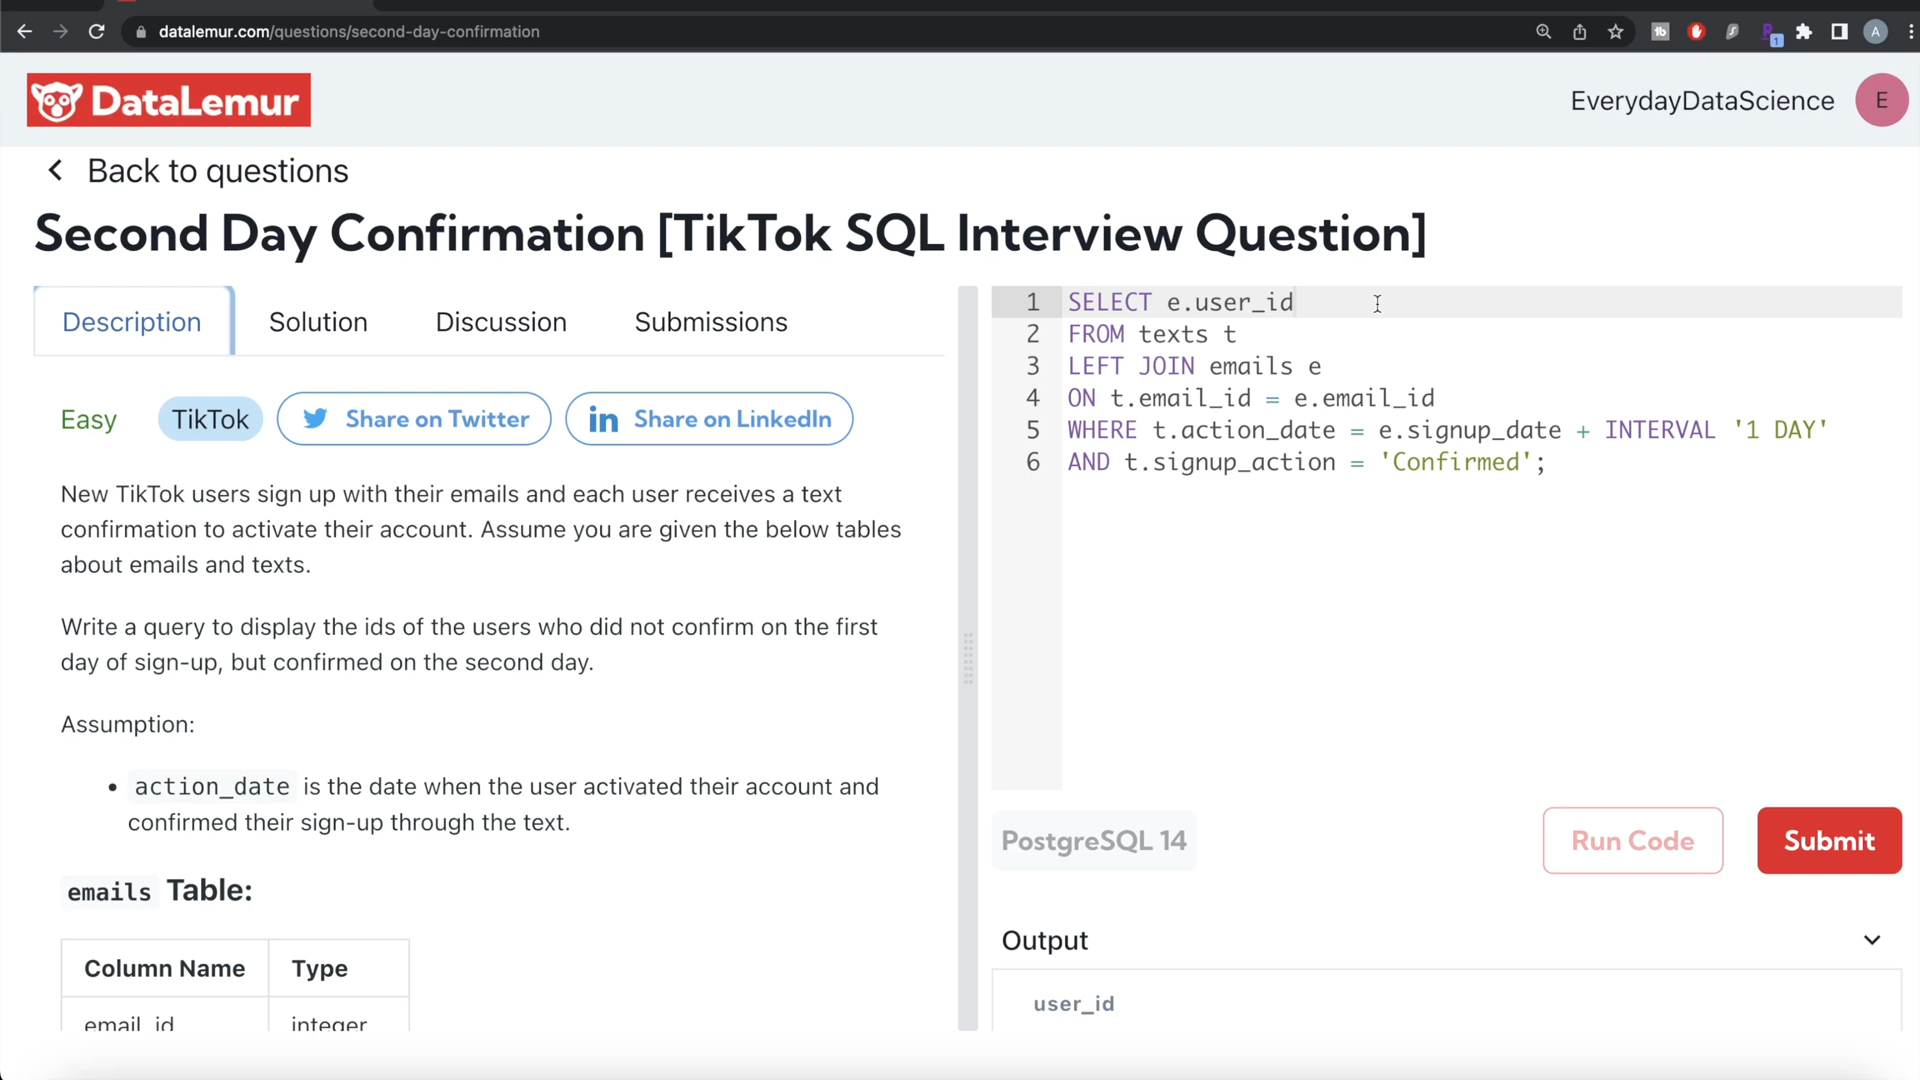 datalemur.com/questions/second-day-confirmation
1
A
DataLemur
EverydayDataScience
E
Back to questions
Second Day Confirmation [TikTok SQL Interview Question]
Description
Solution
Discussion
Submissions
Easy
TikTok
Share on Twitter
in
Share on LinkedIn
New TikTok users sign up with their emails and each user receives a text
confirmation to activate their account. Assume you are given the below tables
about emails and texts.
Write a query to display the ids of the users who did not confirm on the first
day of sign-up, but confirmed on the second day.
Assumption:
• action_date is the date when the user activated their account and
confirmed their sign-up through the text.
emails Table:
Column Name Type
email_id integer
1 SELECT e.user_id
2 FROM texts t
3 LEFT JOIN emails e
4 ON t.email_id = e.email_id
5 WHERE t.action_date = e.signup_date + INTERVAL '1 DAY'
6 AND t.signup_action = 'Confirmed';
PostgreSQL 14
Run Code
Submit
Output
user_id